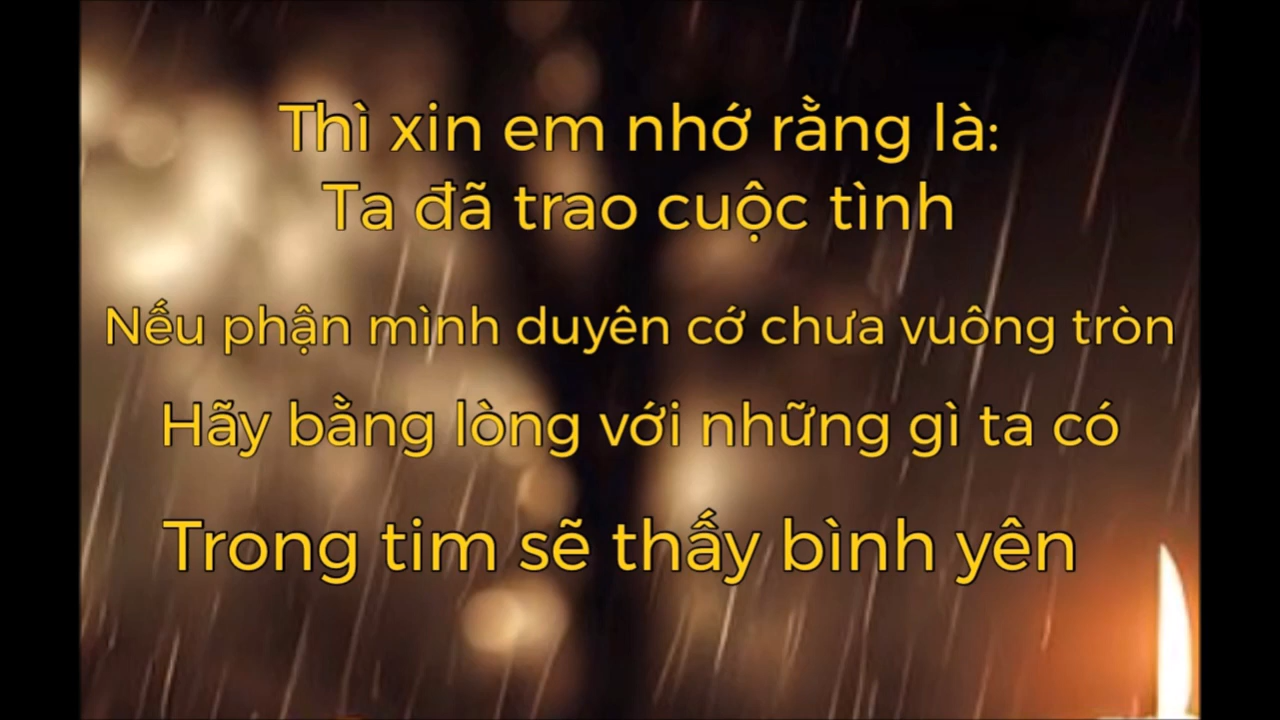 Thì xin em nhớ rằng là:
Ta đã trao cuộc tình
Nếu phận mình duyên cớ chưa vuông tròn
Hãy bằng lòng với những gì ta có
Trong tim sẽ thấy bình yên